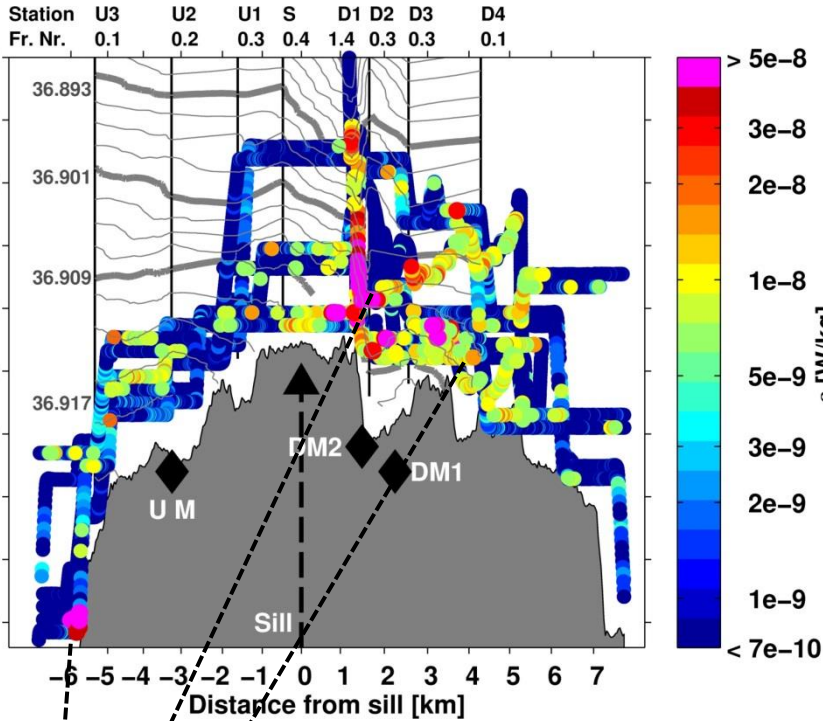 Station U3 U2 U1 S D1 D2 D3 D4
Fr. Nr. 0.1 0.2 0.3 0.4 1.4 0.3 0.3 0.1
36.893
36.901
36.909
36.917
DM2
DM1
U M
Sill
−6 −5 −4 −3 −2 −1 0 1 2 3 4 5 6 7
Distance from sill [km]
> 5e−8
3e−8
2e−8
1e−8
5e−9
3e−9
2e−9
1e−9
< 7e−10
ε [W/kg]